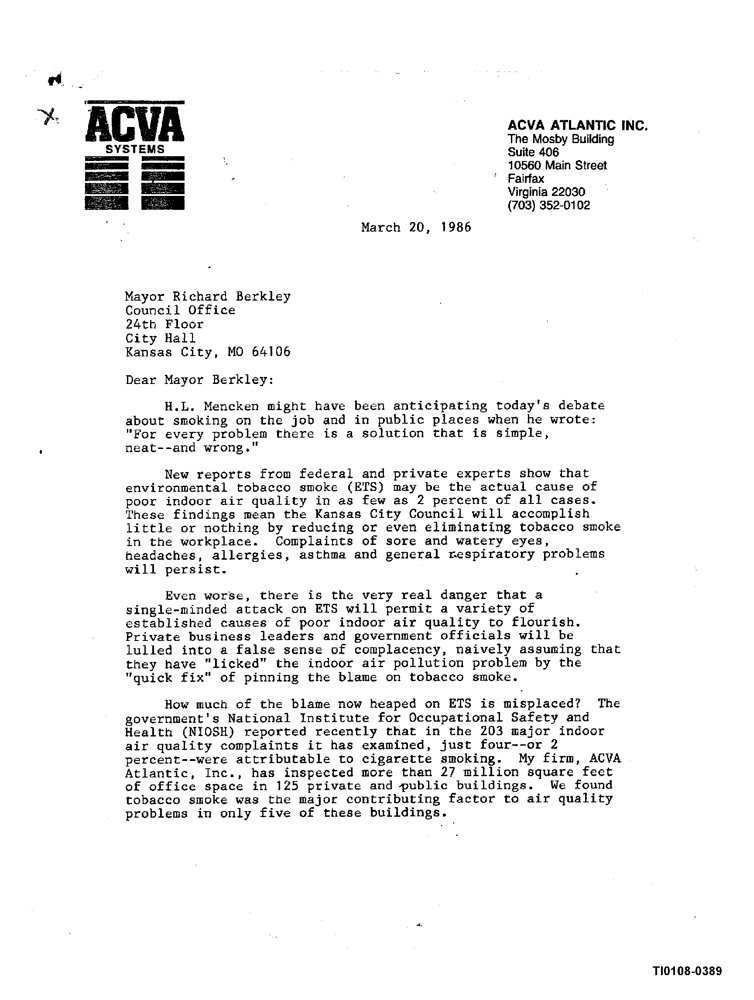 ACVA
SYSTEMS
ACVA ATLANTIC INC.
The Mosby Building
Suite 406
10560 Main Street
Fairfax
Virginia 22030
(703) 352-0102
March 20, 1986
Mayor Richard Berkley
Council Office
24th Floor
City Hall
Kansas City, MO 64106
Dear Mayor Berkley:
H.L. Mencken might have been anticipating today's debate
about smoking on the job and in public places when he wrote:
"For every problem there is a solution that is simple,
neat--and wrong."
New reports from federal and private experts show that
environmental tobacco smoke (ETS) may be the actual cause of
poor indoor air quality in as few as 2 percent of all cases.
These findings mean the Kansas City Council will accomplish
little or nothing by reducing or even eliminating tobacco smoke
in the workplace. Complaints of sore and watery eyes,
headaches, allergies, asthma and general respiratory problems
will persist.
Even worse, there is the very real danger that a
single-minded attack on ETS will permit a variety of
established causes of poor indoor air quality to flourish.
Private business leaders and government officials will be
lulled into a false sense of complacency, naively assuming that
they have "licked" the indoor air pollution problem by the
"quick fix" of pinning the blame on tobacco smoke.
How much of the blame now heaped on ETS is misplaced? The
government's National Institute for Occupational Safety and
Health (NIOSH) reported recently that in the 203 major indoor
air quality complaints it has examined, just four--or 2
percent--were attributable to cigarette smoking. My firm, ACVA
Atlantic, Inc., has inspected more than 27 million square feet
of office space in 125 private and public buildings. We found
tobacco smoke was the major contributing factor to air quality
problems in only five of these buildings.
TI0108-0389